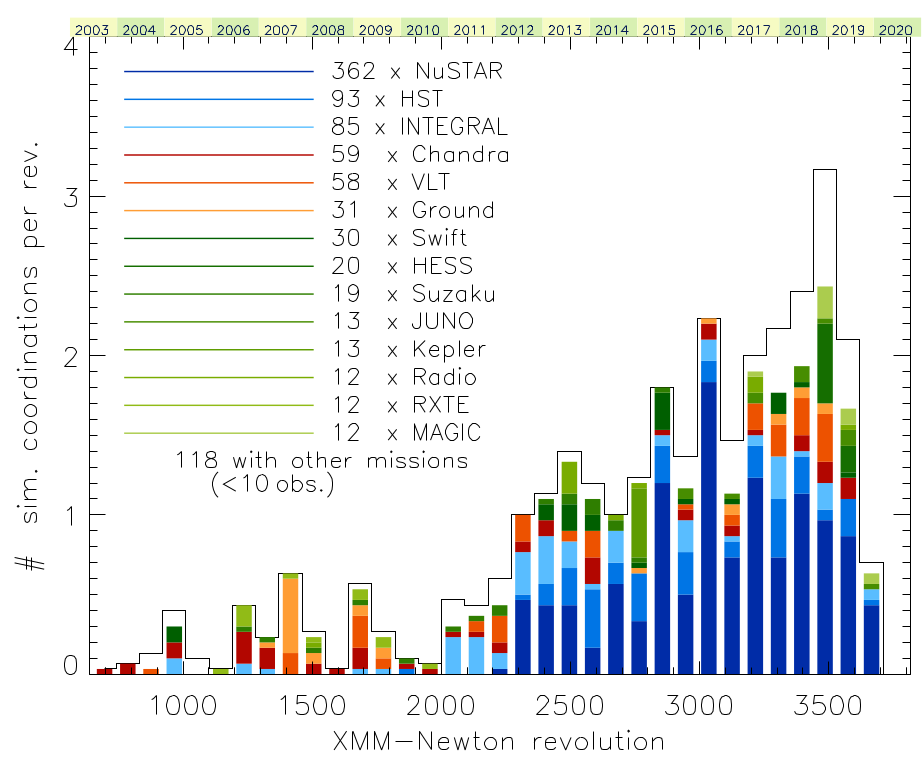 2003 2004 2005 2006 2007 2008 2009 2010 2011 2012 2013 2014 2015 2016 2017 2018 2019 2020
4
362 x NuSTAR
93 x HST
85 x INTEGRAL
59 x Chandra
58 x VLT
3
31 x Ground
30 x Swift
20 x HESS
19 x Suzaku
13 x JUNO
13 x Kepler
2
12 x Radio
12 x RXTE
12 x MAGIC
118 with other missions
(<10 obs.)
1
0
# sim. coordinations per rev.
1000 1500 2000 2500 3000 3500
XMM-Newton revolution